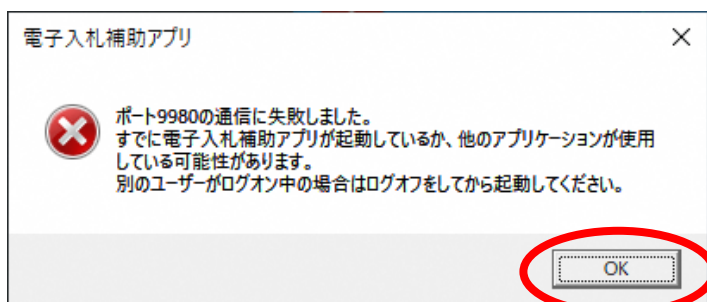 電子入札補助アプリ
ポート9980の通信に失敗しました。
すでに電子入札補助アプリが起動しているか、他のアプリケーションが使用
している可能性があります。
別のユーザーがログオン中の場合はログオフをしてから起動してください。
OK